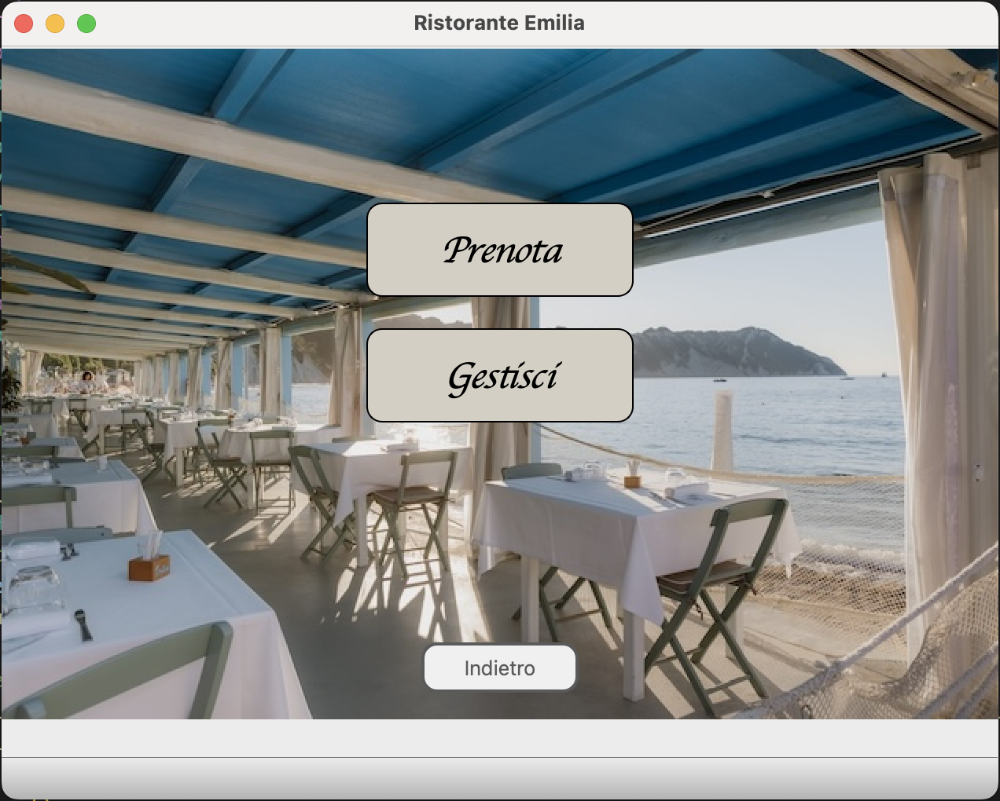 Ristorante Emilia
Prenota
Gestisci
Indietro